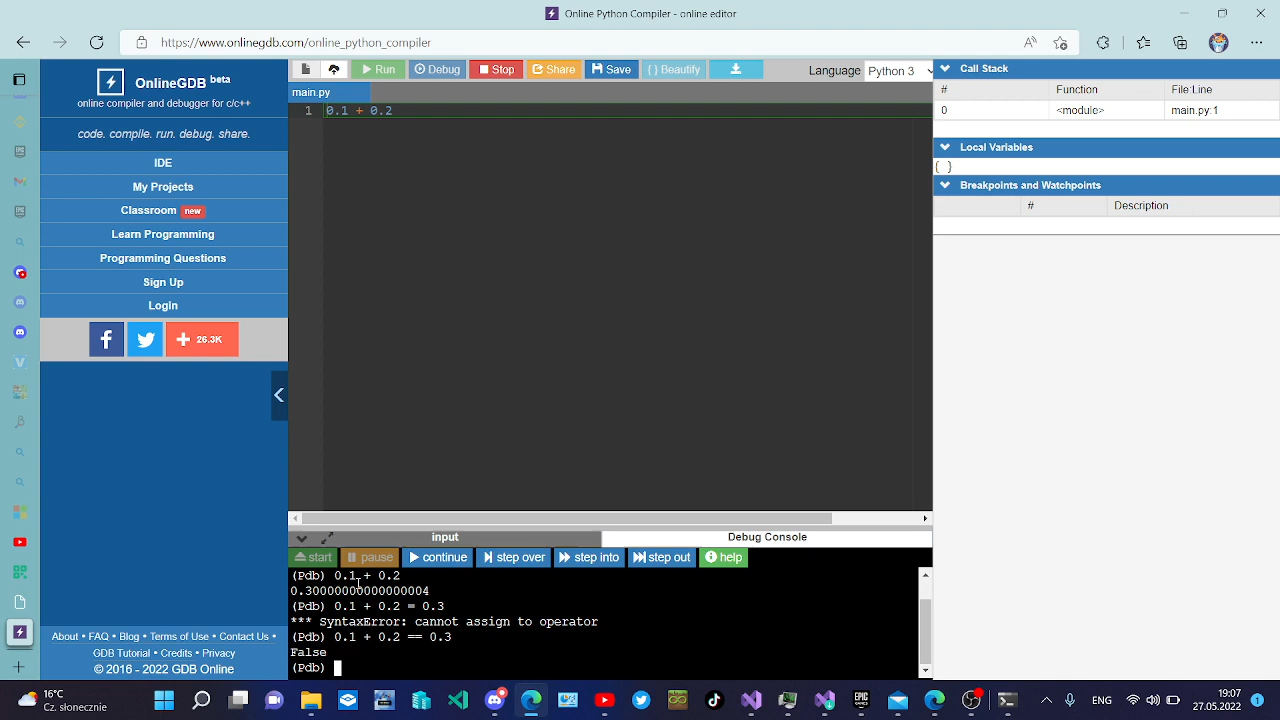 Online Python Compiler - online editor
https://www.onlinegdb.com/online_python_compiler
OnlineGDB beta
online compiler and debugger for c/c++
code. compile. run. debug. share.
IDE
My Projects
Classroom new
Learn Programming
Programming Questions
Sign Up
Login
26.3K
About • FAQ • Blog • Terms of Use • Contact Us •
GDB Tutorial • Credits • Privacy
© 2016 - 2022 GDB Online
Run Debug Stop Share Save { } Beautify
Language Python 3
main.py
1 0.1 + 0.2
input Debug Console
start pause continue step over step into step out help
(Pdb) 0.1 + 0.2
0.30000000000000004
(Pdb) 0.1 + 0.2 = 0.3
*** SyntaxError: cannot assign to operator
(Pdb) 0.1 + 0.2 == 0.3
False
(Pdb)
Call Stack
# Function File:Line
0 <module> main.py:1
Local Variables
{ }
Breakpoints and Watchpoints
# Description
16°C
Cz. słonecznie
ENG
19:07
27.05.2022
1